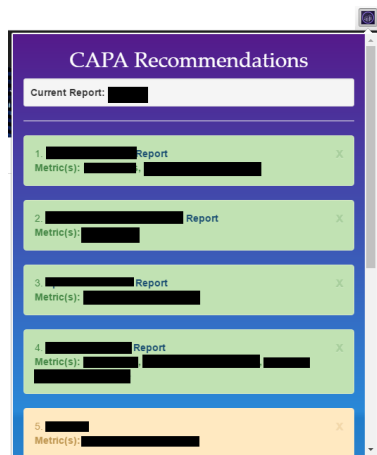 CAPA Recommendations
Current Report:
1. Report
X
Metric(s): ,
2. Report
X
Metric(s):
3. Report
X
Metric(s):
4. Report
X
Metric(s): , ,
5.
X
Metric(s):